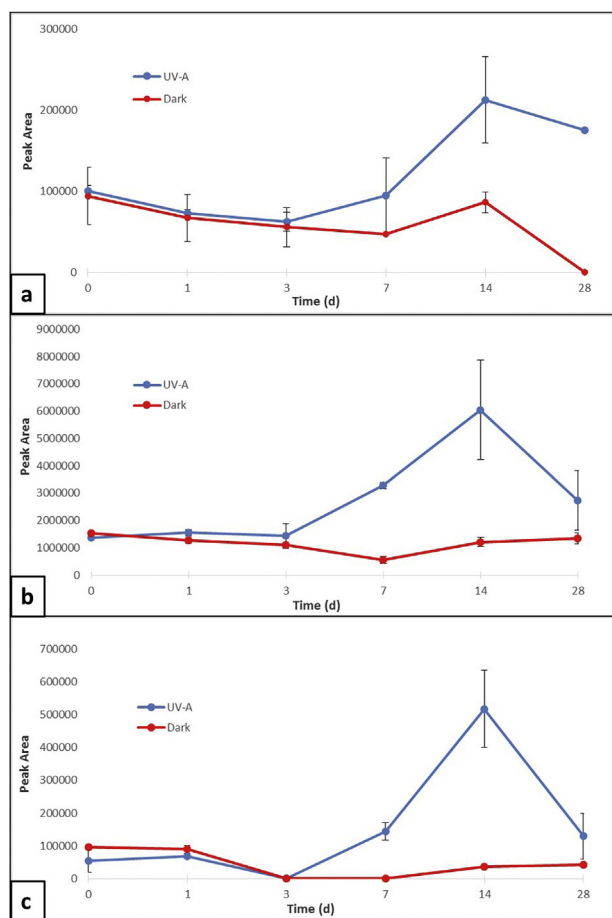 300000
UV-A
Dark
200000
Peak Area
100000
0
0 1 3 7 14 28
Time (d)
a
9000000
8000000
7000000
UV-A
6000000
Dark
5000000
Peak Area
4000000
3000000
2000000
1000000
0
0 1 3 7 14 28
Time (d)
b
700000
600000
UV-A
500000
Dark
400000
Peak Area
300000
200000
100000
0
0 1 3 7 14 28
Time (d)
c